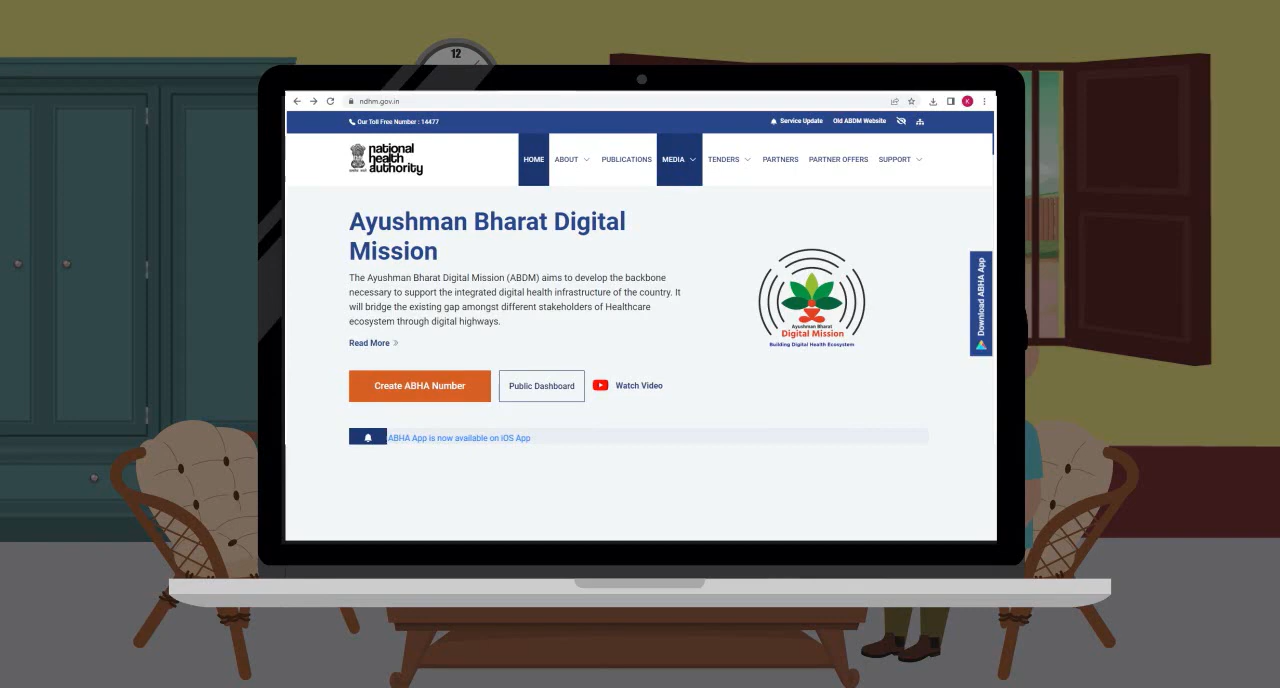 12
ndhm.gov.in
K
Our Toll Free Number : 14477
Service Update
Old ABDM Website
national
health
authority
HOME
ABOUT
PUBLICATIONS
MEDIA
TENDERS
PARTNERS
PARTNER OFFERS
SUPPORT
Ayushman Bharat Digital
Mission
The Ayushman Bharat Digital Mission (ABDM) aims to develop the backbone
necessary to support the integrated digital health infrastructure of the country. It
will bridge the existing gap amongst different stakeholders of Healthcare
ecosystem through digital highways.
Read More
Ayushman Bharat
Digital Mission
Building Digital Health Ecosystem
Download ABHA App
Create ABHA Number
Public Dashboard
Watch Video
ABHA App is now available on iOS App